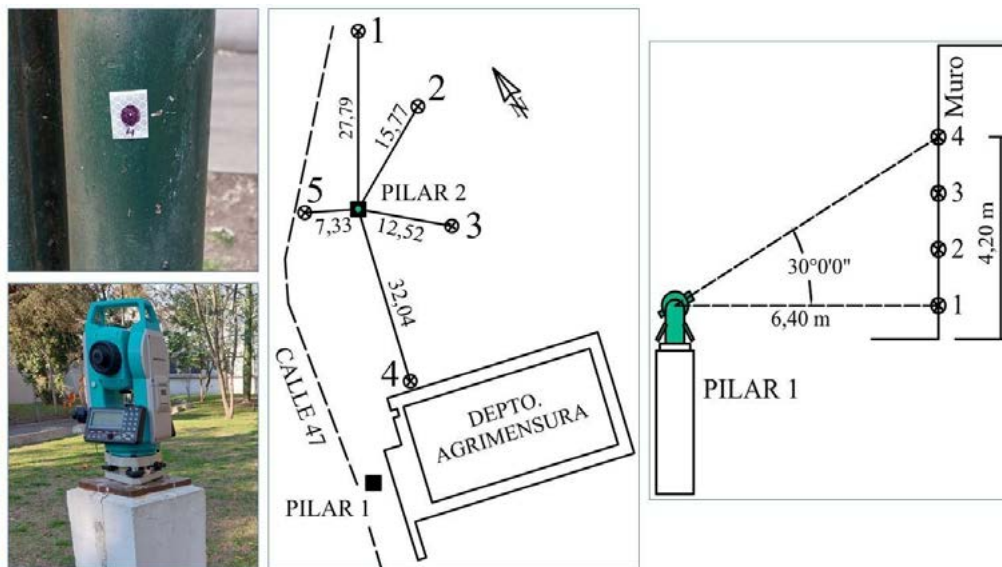 1
2
27,79
15,77
5
PILAR 2
7,33
12,52
3
32,04
4
CALLE 47
DEPTO.
AGRIMENSURA
PILAR 1
Muro
4
3
2
1
4,20 m
30°0'0"
6,40 m
PILAR 1